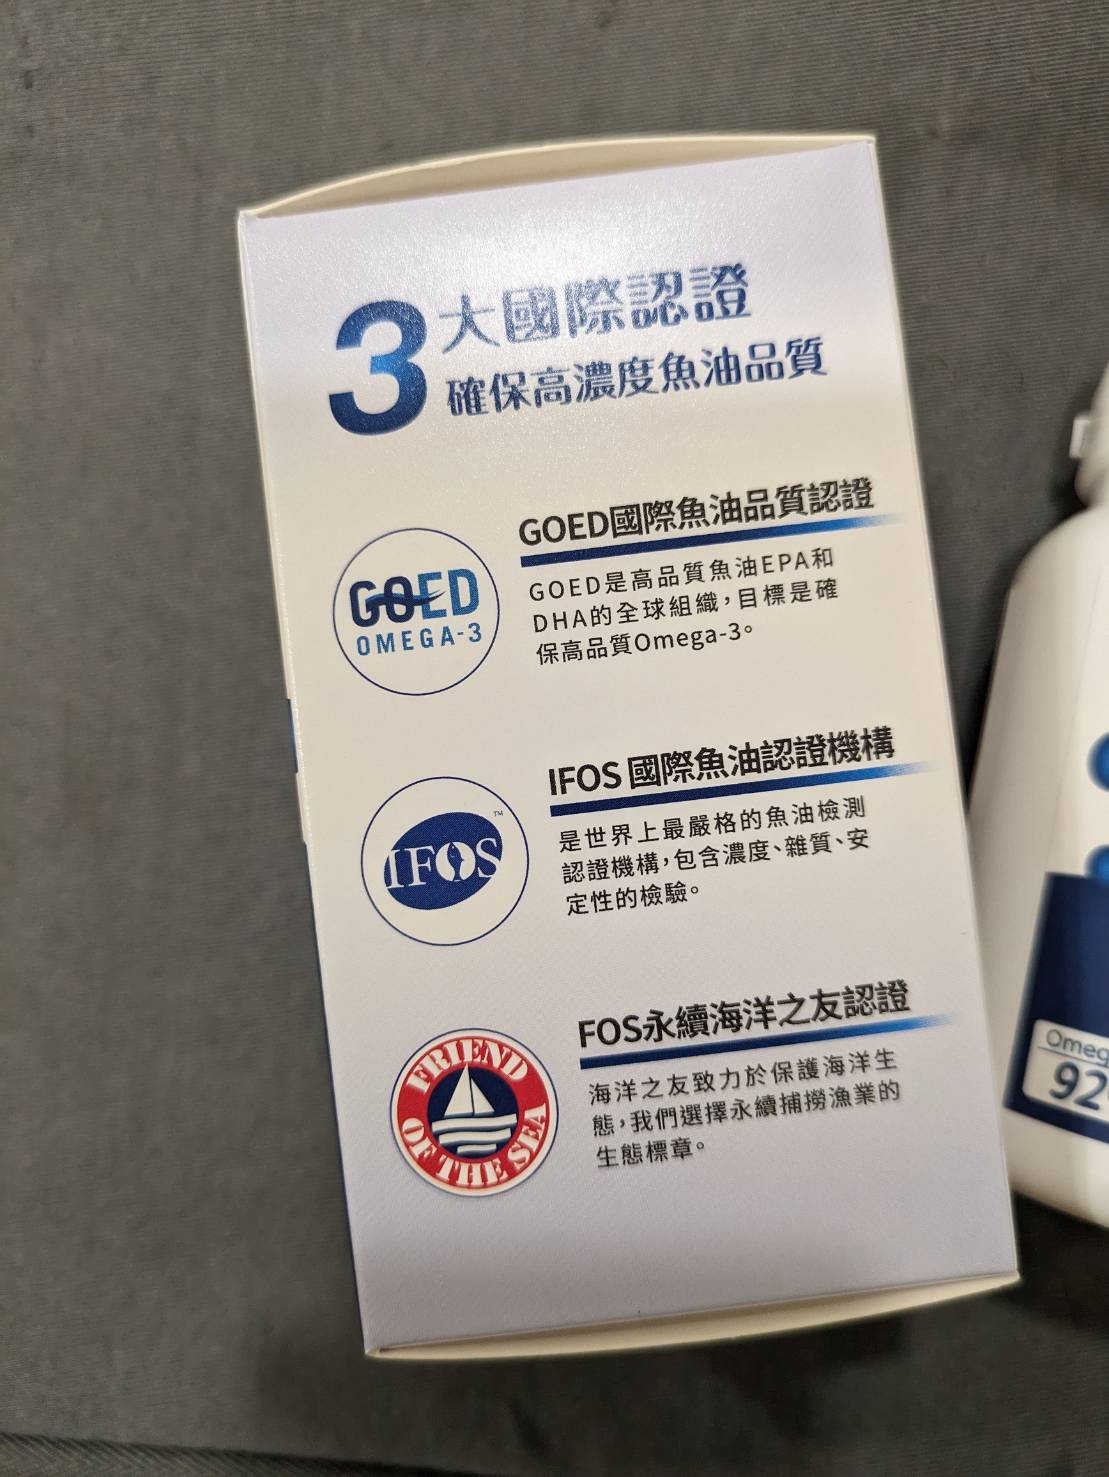 3大國際認證
確保高濃度魚油品質
GOED
OMEGA-3
GOED國際魚油品質認證
GOED是高品質魚油EPA和
DHA的全球組織，目標是確
保高品質Omega-3。
IFOS
TM
IFOS 國際魚油認證機構
是世界上最嚴格的魚油檢測
認證機構，包含濃度、雜質、安
定性的檢驗。
FRIEND
OF THE SEA
FOS永續海洋之友認證
海洋之友致力於保護海洋生
態，我們選擇永續捕撈漁業的
生態標章。
Omeg
92